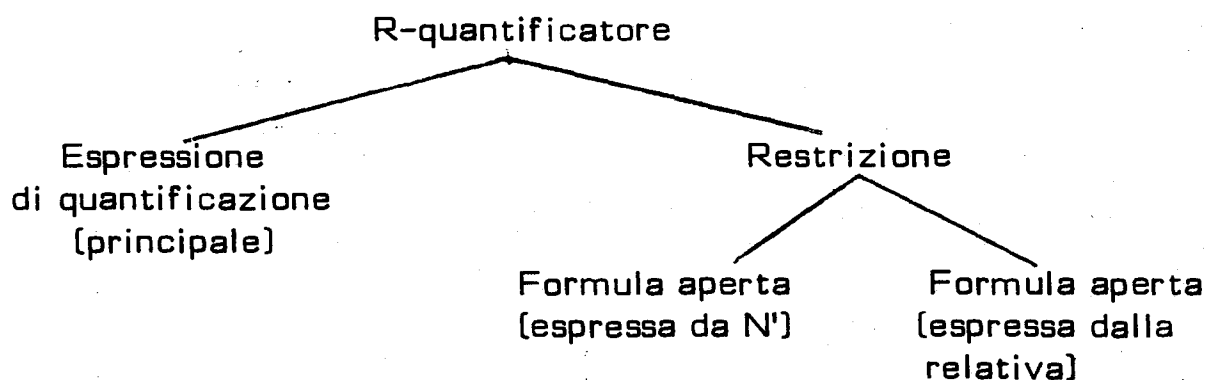 R-quantificatore
Espressione
di quantificazione
(principale)
Restrizione
Formula aperta
(espressa da N')
Formula aperta
(espressa dalla
relativa)